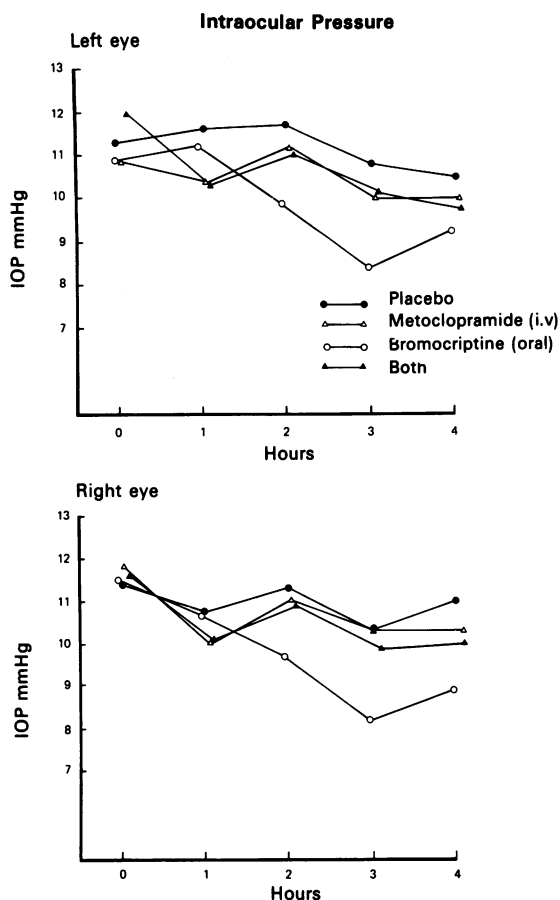 Intraocular Pressure
Left eye
13
12
11
10
9
8
7
IOP mmHg
Placebo
Metoclopramide (i.v)
Bromocriptine (oral)
Both
0 1 2 3 4
Hours
Right eye
13
12
11
10
9
8
7
IOP mmHg
0 1 2 3 4
Hours